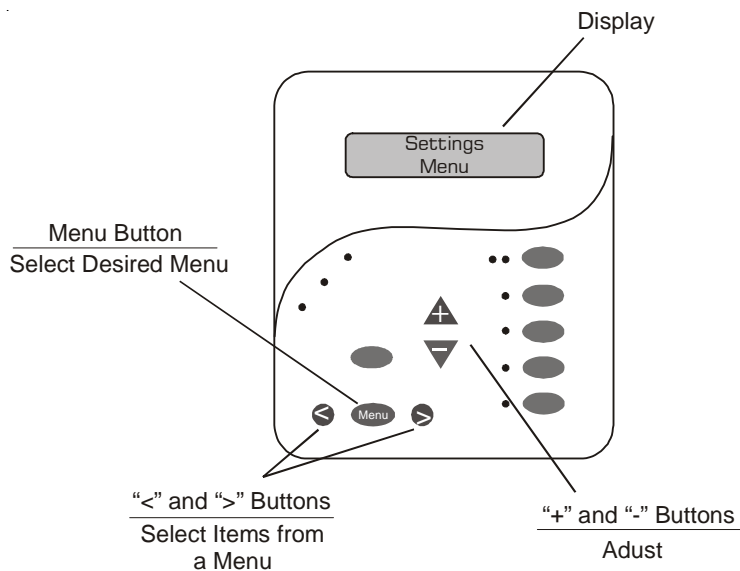 Display
Settings
Menu
Menu Button
Select Desired Menu
+
−
< Menu >
“<” and “>” Buttons
Select Items from
a Menu
“+” and “-” Buttons
Adust